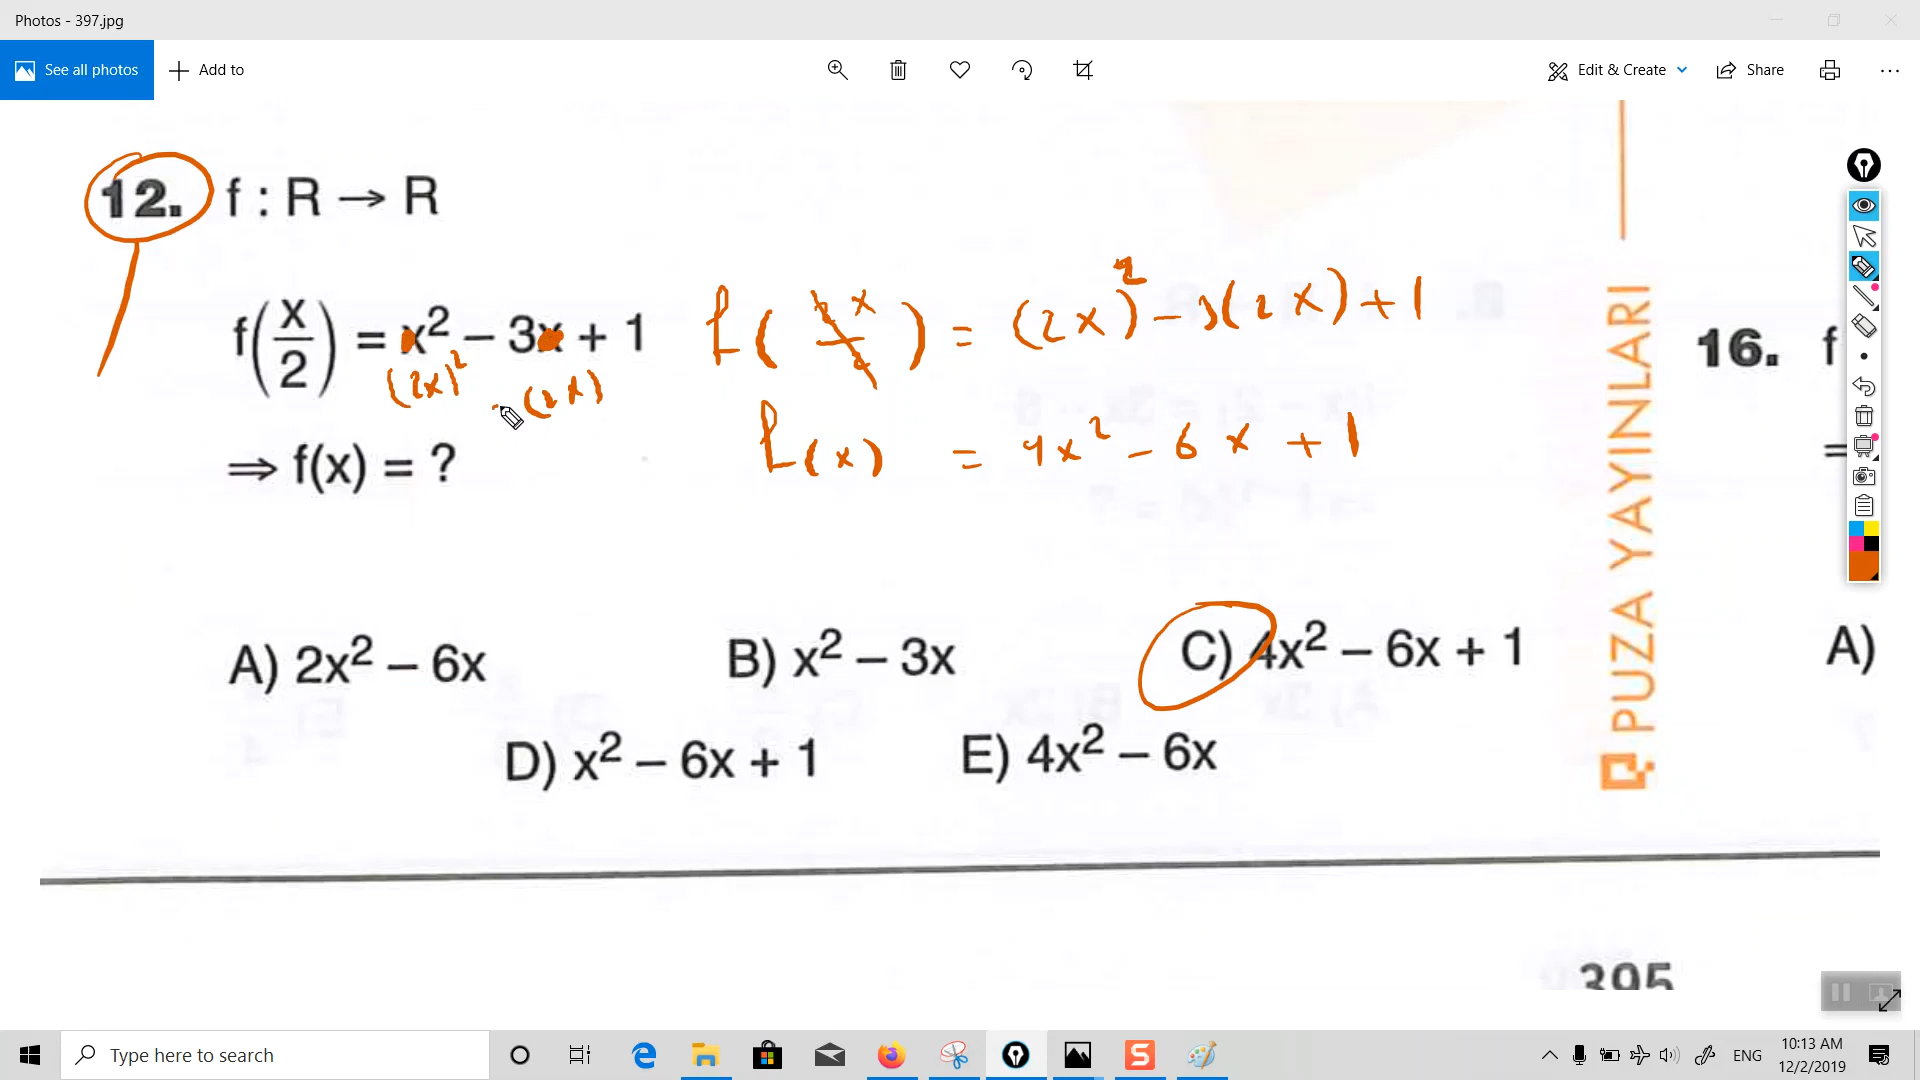 Photos - 397.jpg
See all photos
Add to
Edit & Create
Share
12. f : R → R
f(x/2) = x² – 3x + 1
(2x)² (2x)
⇒ f(x) = ?
f(2x/2) = (2x)² - 3(2x) + 1
f(x) = 4x² - 6x + 1
A) 2x² – 6x
B) x² – 3x
C) 4x² – 6x + 1
D) x² – 6x + 1
E) 4x² – 6x
PUZA YAYINLARI
16. f
=
A)
395
Type here to search
ENG
10:13 AM
12/2/2019